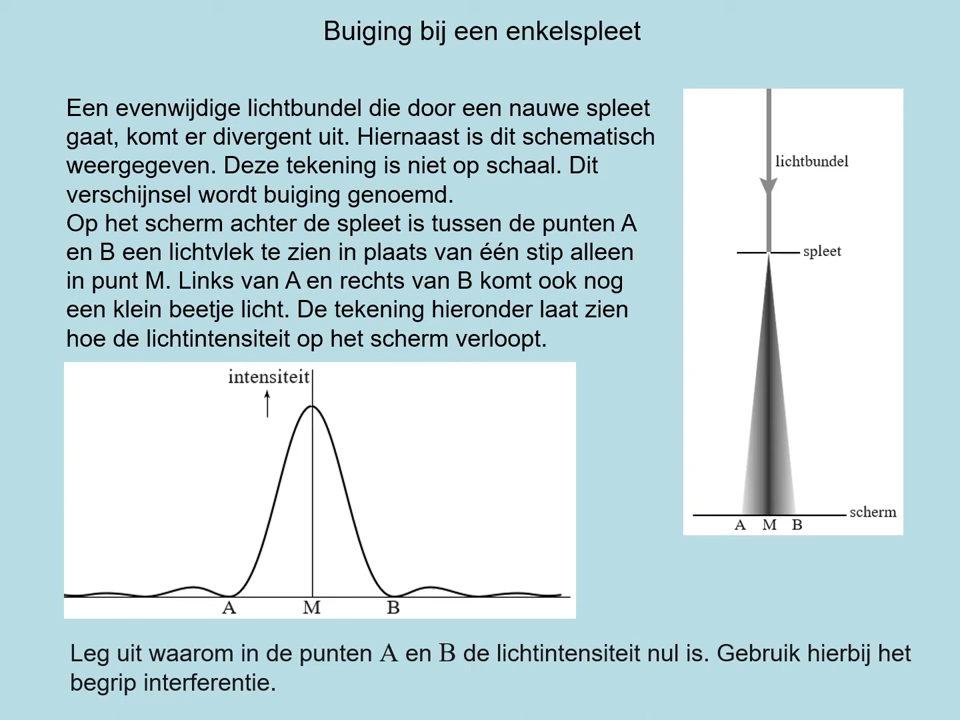 Buiging bij een enkelspleet
Een evenwijdige lichtbundel die door een nauwe spleet
gaat, komt er divergent uit. Hiernaast is dit schematisch
weergegeven. Deze tekening is niet op schaal. Dit
verschijnsel wordt buiging genoemd.
Op het scherm achter de spleet is tussen de punten A
en B een lichtvlek te zien in plaats van één stip alleen
in punt M. Links van A en rechts van B komt ook nog
een klein beetje licht. De tekening hieronder laat zien
hoe de lichtintensiteit op het scherm verloopt.
lichtbundel
spleet
scherm
A M B
intensiteit
A M B
Leg uit waarom in de punten A en B de lichtintensiteit nul is. Gebruik hierbij het
begrip interferentie.